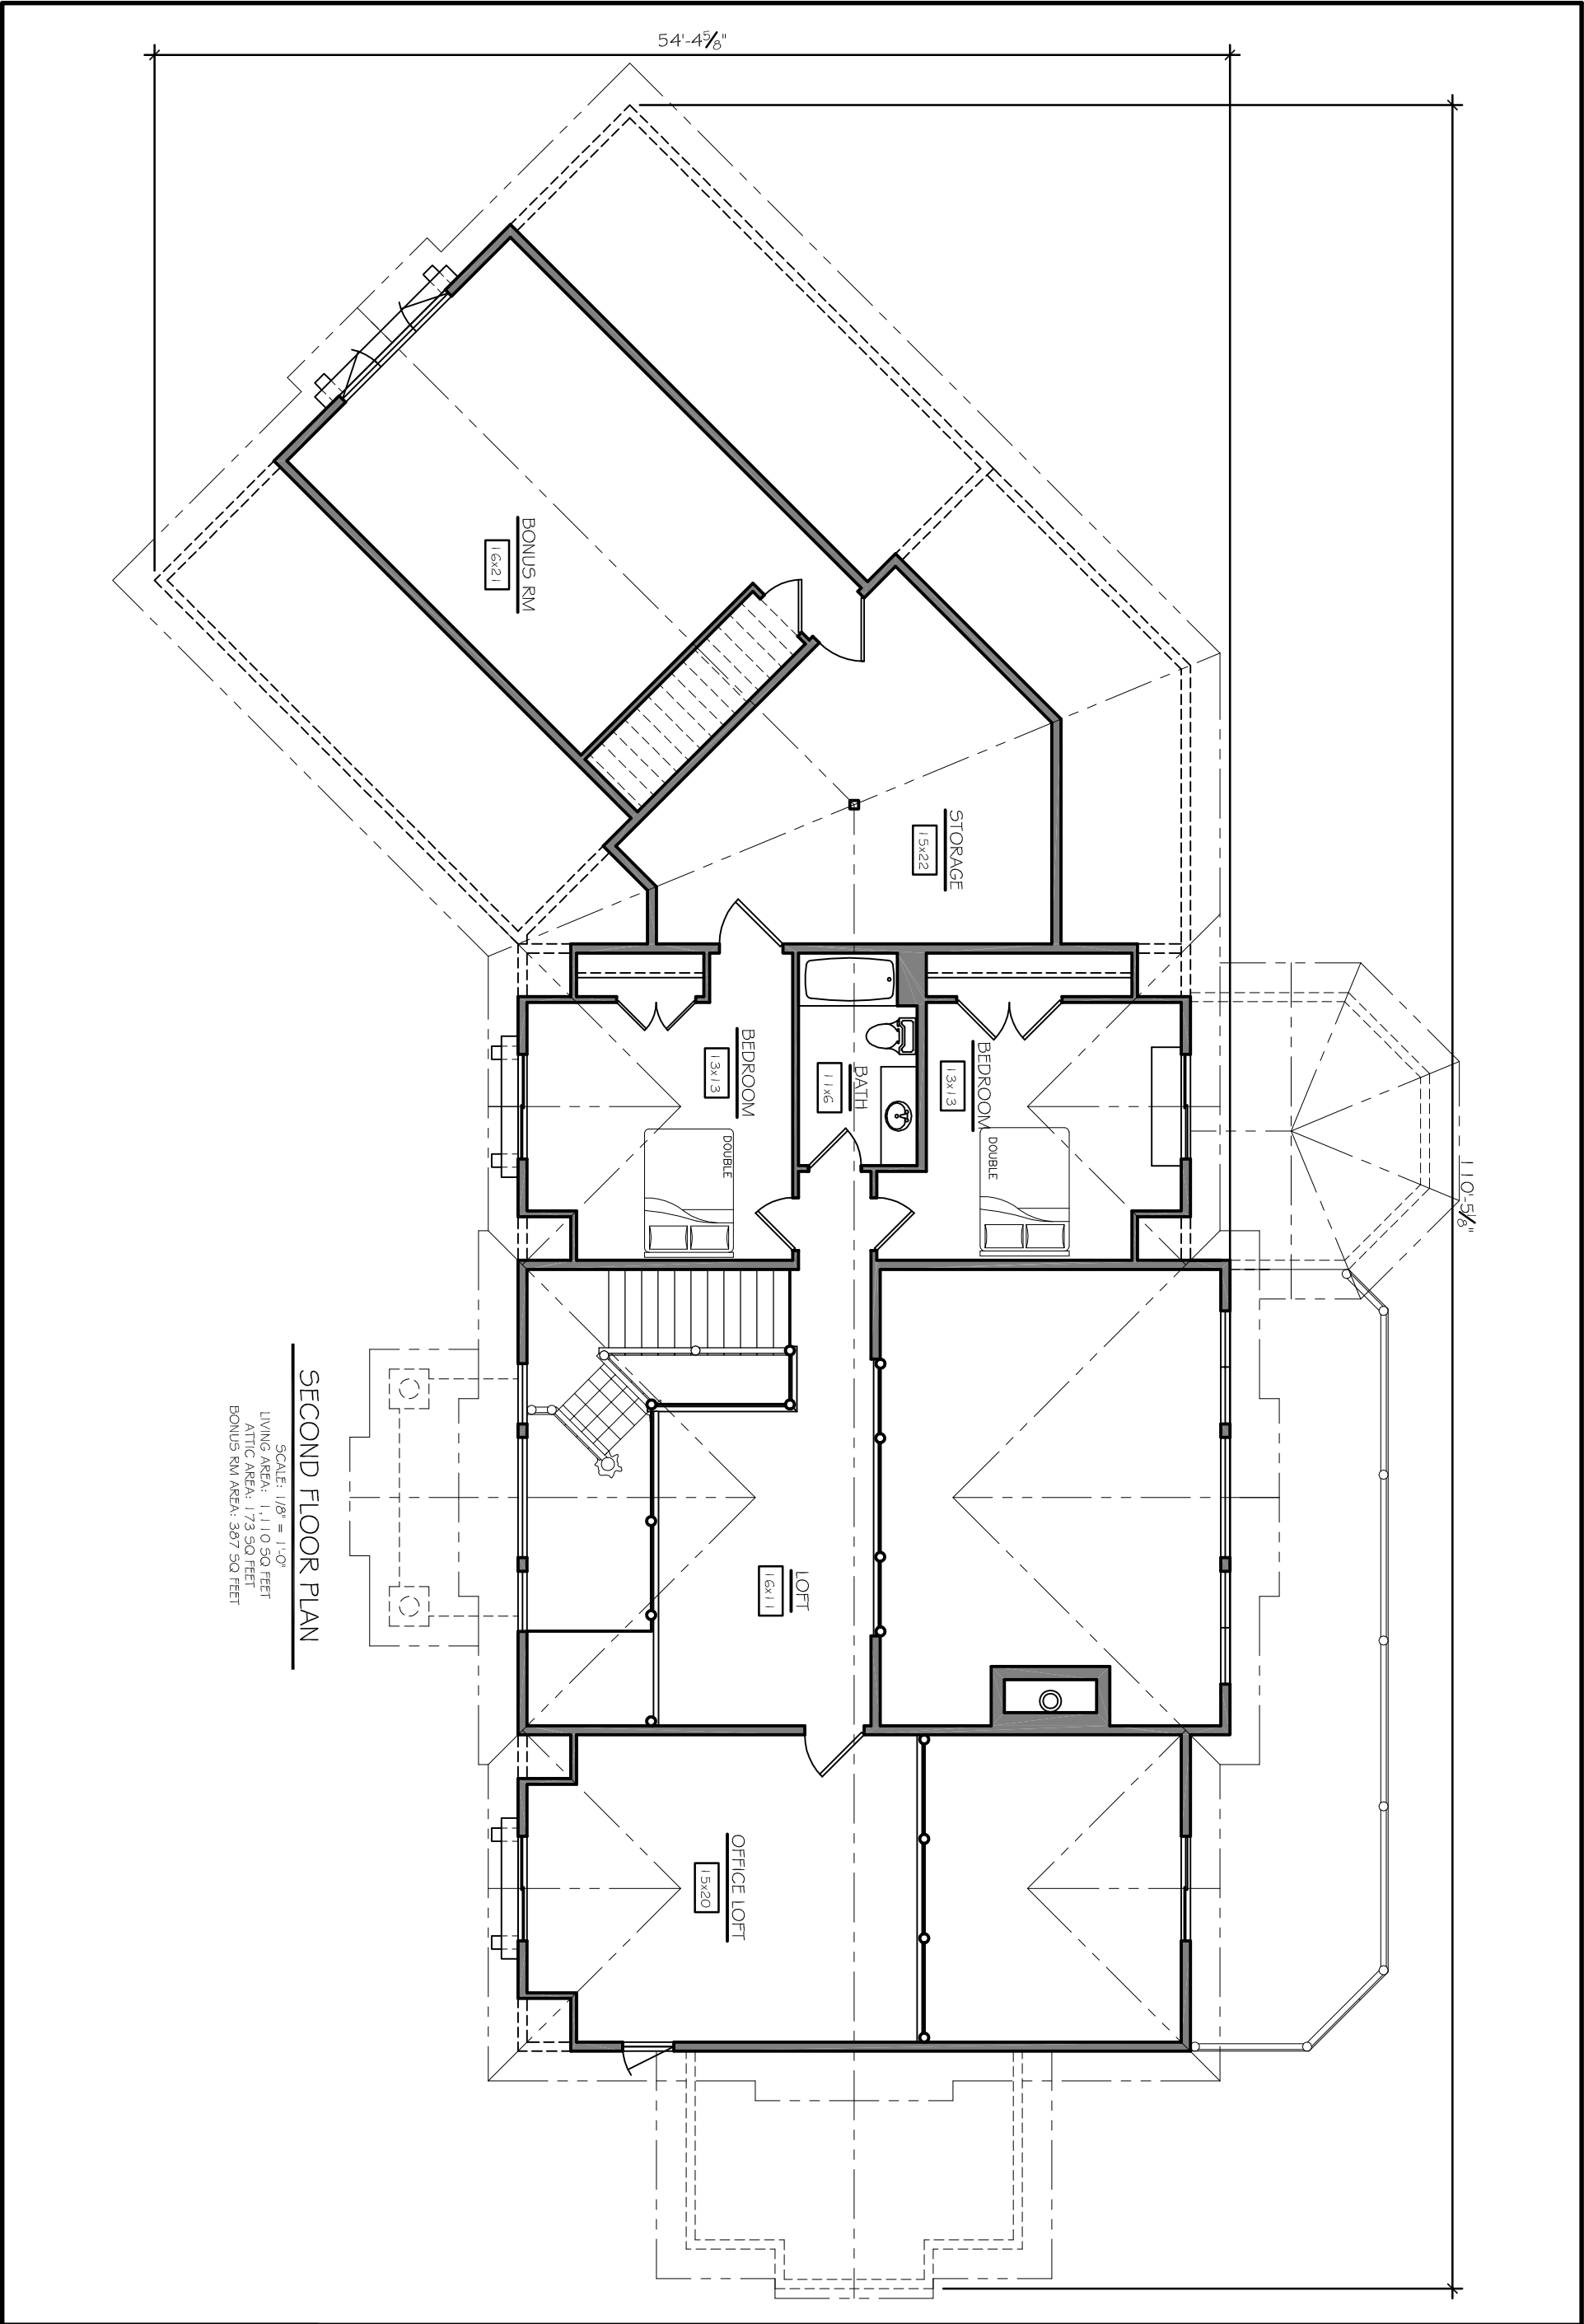 54'-4 5/8"
110'-5/8"
BONUS RM
16x21
STORAGE
15x22
BEDROOM
13x13
DOUBLE
BATH
11x6
BEDROOM
13x13
DOUBLE
LOFT
16x11
OFFICE LOFT
15x20
SECOND FLOOR PLAN
SCALE: 1/8" = 1'-0"
LIVING AREA: 1,110 SQ FEET
ATTIC AREA: 173 SQ FEET
BONUS RM AREA: 387 SQ FEET